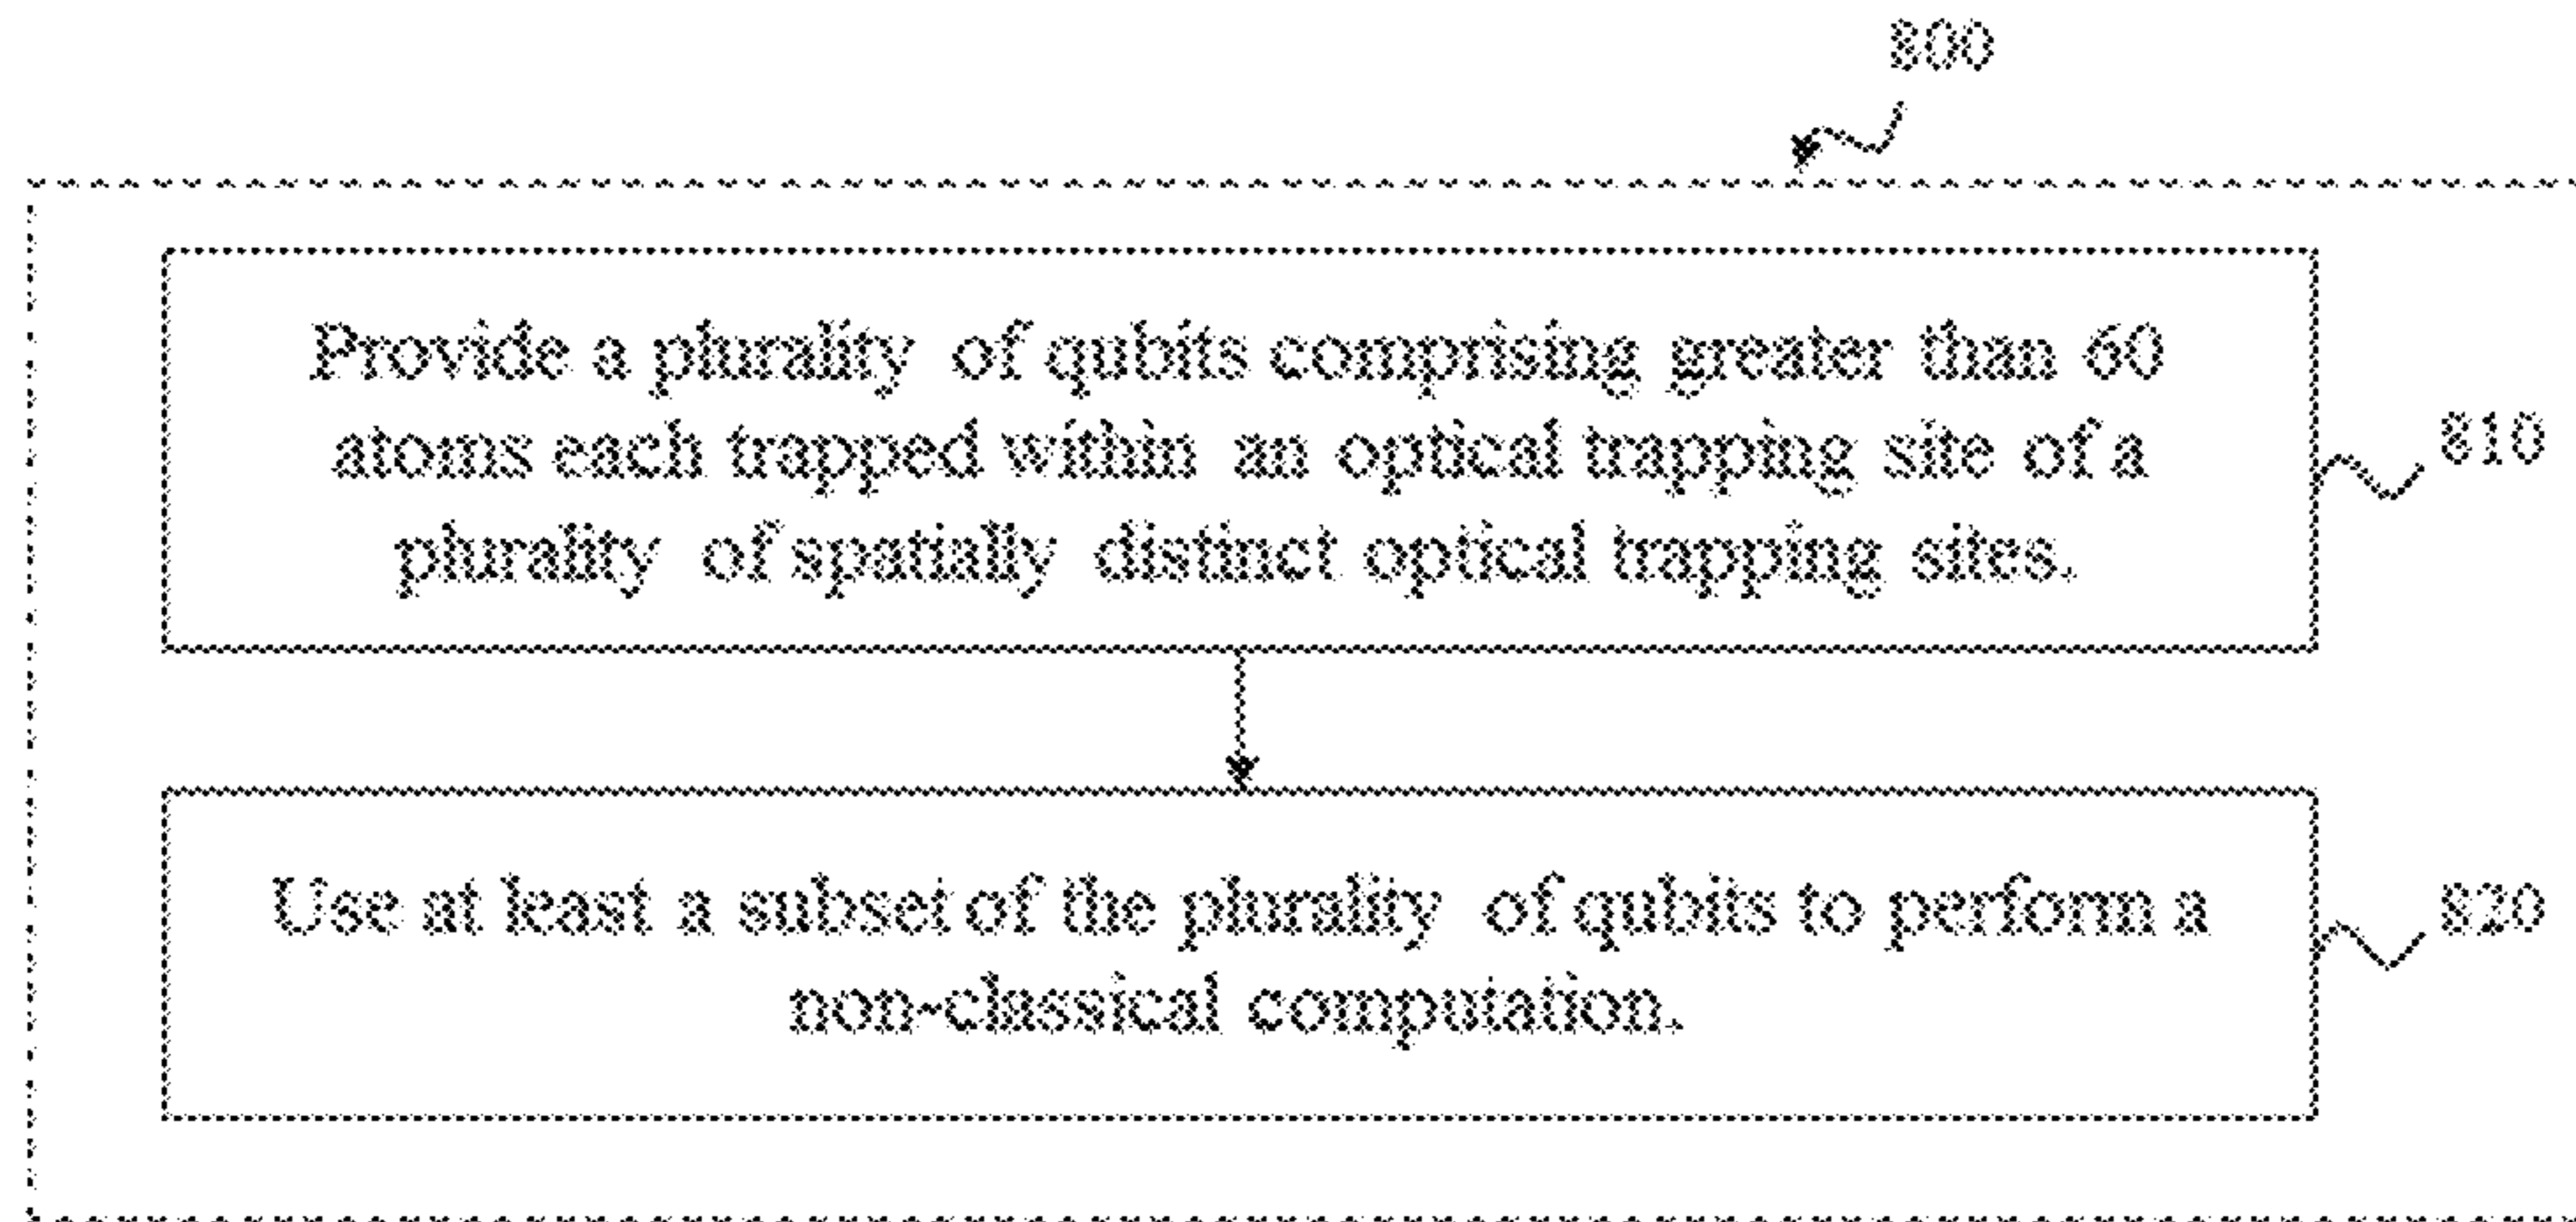 800
Provide a plurality of qubits comprising greater than 60
atoms each trapped within an optical trapping site of a
plurality of spatially distinct optical trapping sites.
810
Use at least a subset of the plurality of qubits to perform a
non-classical computation.
820